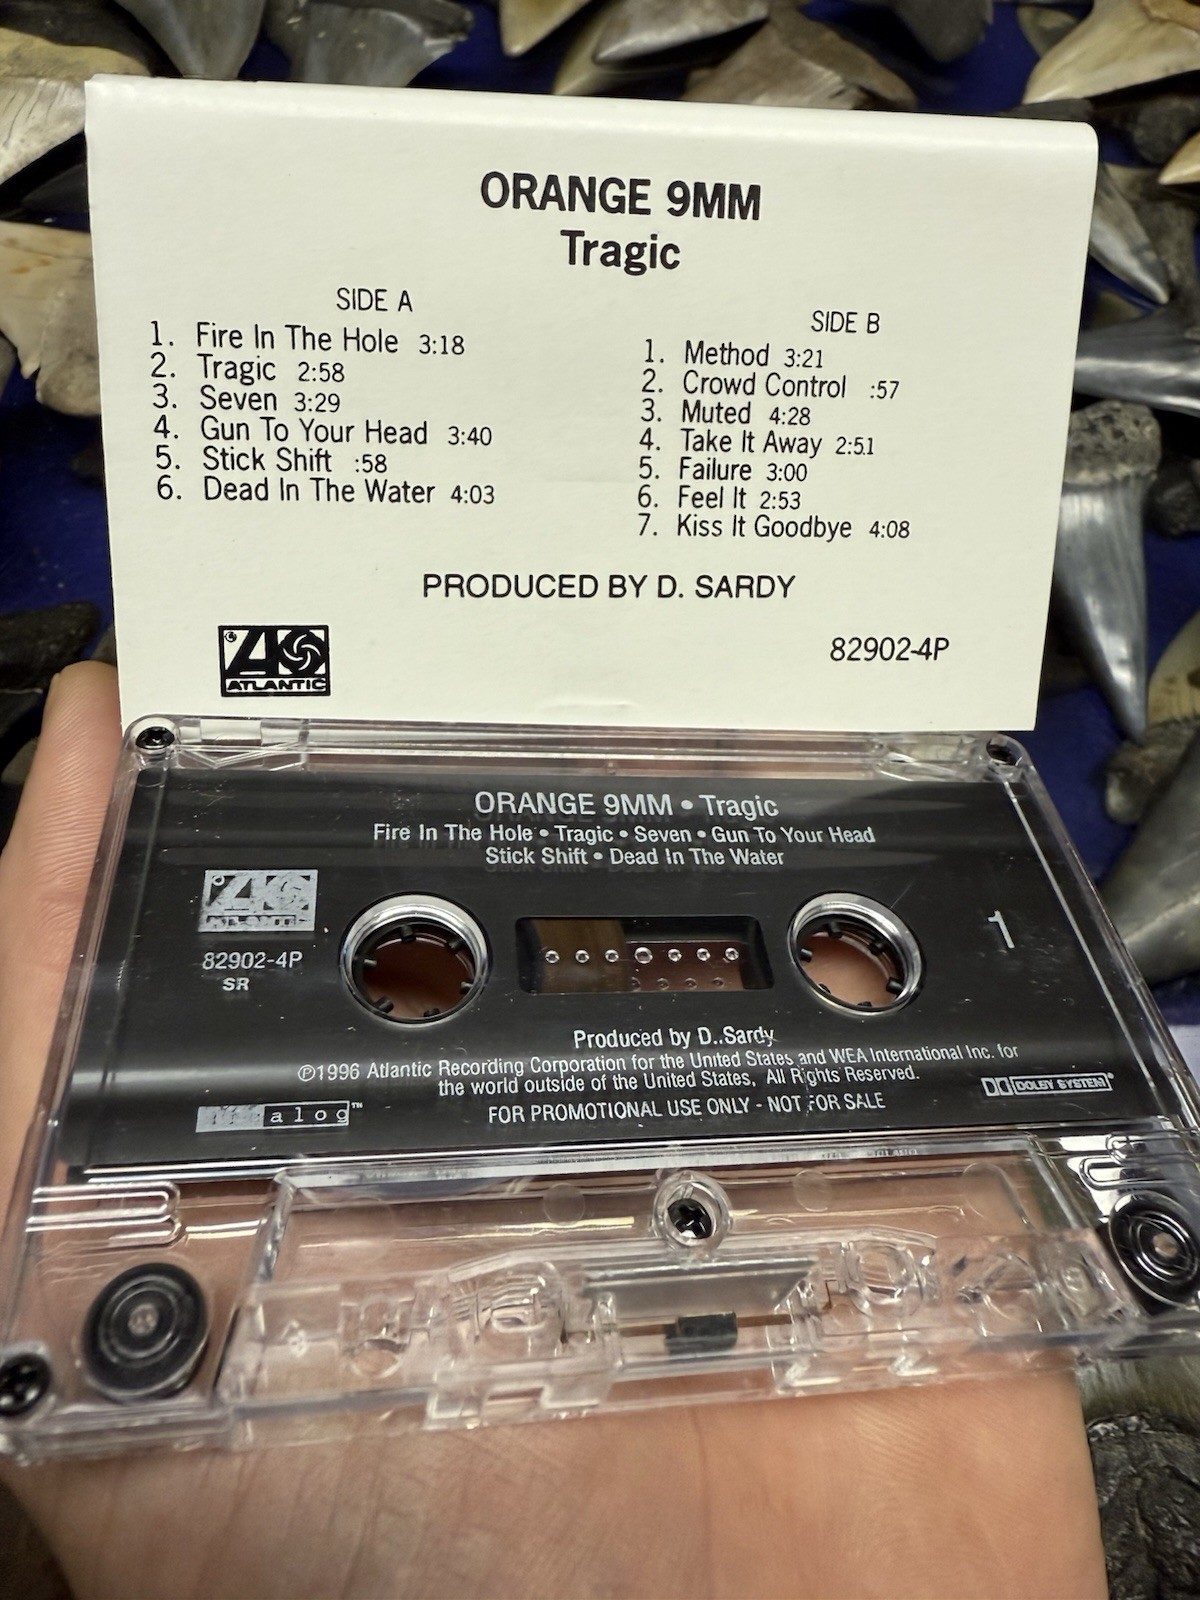 ORANGE 9MM
Tragic
SIDE A
1. Fire In The Hole 3:18
2. Tragic 2:58
3. Seven 3:29
4. Gun To Your Head 3:40
5. Stick Shift :58
6. Dead In The Water 4:03
SIDE B
1. Method 3:21
2. Crowd Control :57
3. Muted 4:28
4. Take It Away 2:51
5. Failure 3:00
6. Feel It 2:53
7. Kiss It Goodbye 4:08
PRODUCED BY D. SARDY
ATLANTIC
82902-4P
ORANGE 9MM • Tragic
Fire In The Hole • Tragic • Seven • Gun To Your Head
Stick Shift • Dead In The Water
ATLANTIC
82902-4P
SR
1
Produced by D..Sardy
℗1996 Atlantic Recording Corporation for the United States and WEA International Inc. for
the world outside of the United States, All Rights Reserved.
FOR PROMOTIONAL USE ONLY - NOT FOR SALE
alog™
DOLBY SYSTEM®